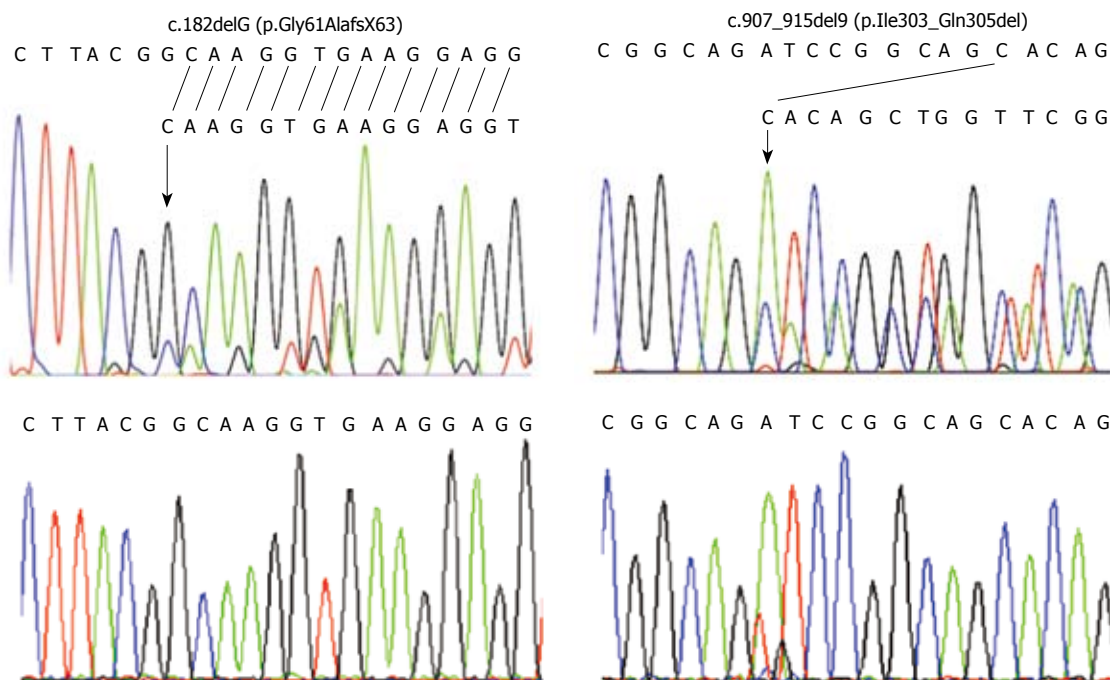 c.182delG (p.Gly61AlafsX63)
C T TA C G G C A A G G T G A A G G A G G
C A A G G T G A A G G A G G T
C T T A C G G C A A G G T G A A G G A G G
c.907_915del9 (p.Ile303_Gln305del)
C G G C A G A T C C G G C A G C A C A G
C A C A G C T G G T T C G G
C G G C A G A T C C G G C A G C A C A G